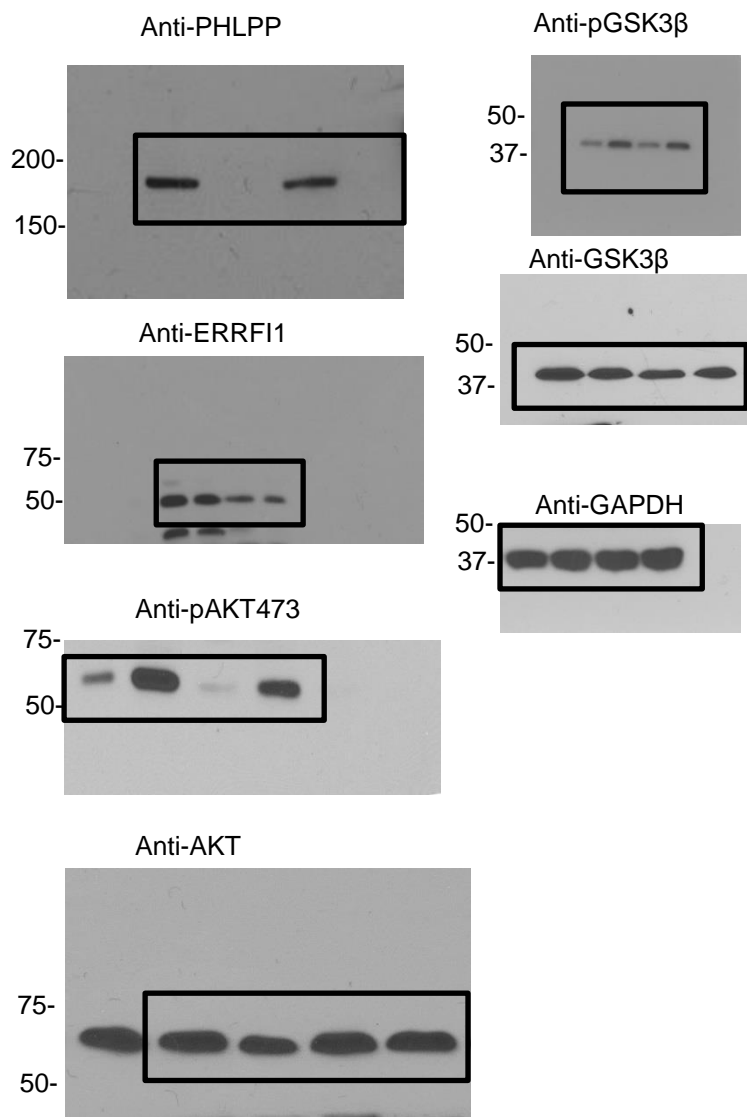 Anti-PHLPP
200-
150-
Anti-ERRFI1
75-
50-
Anti-pAKT473
75-
50-
Anti-AKT
75-
50-
Anti-pGSK3β
50-
37-
Anti-GSK3β
50-
37-
Anti-GAPDH
50-
37-